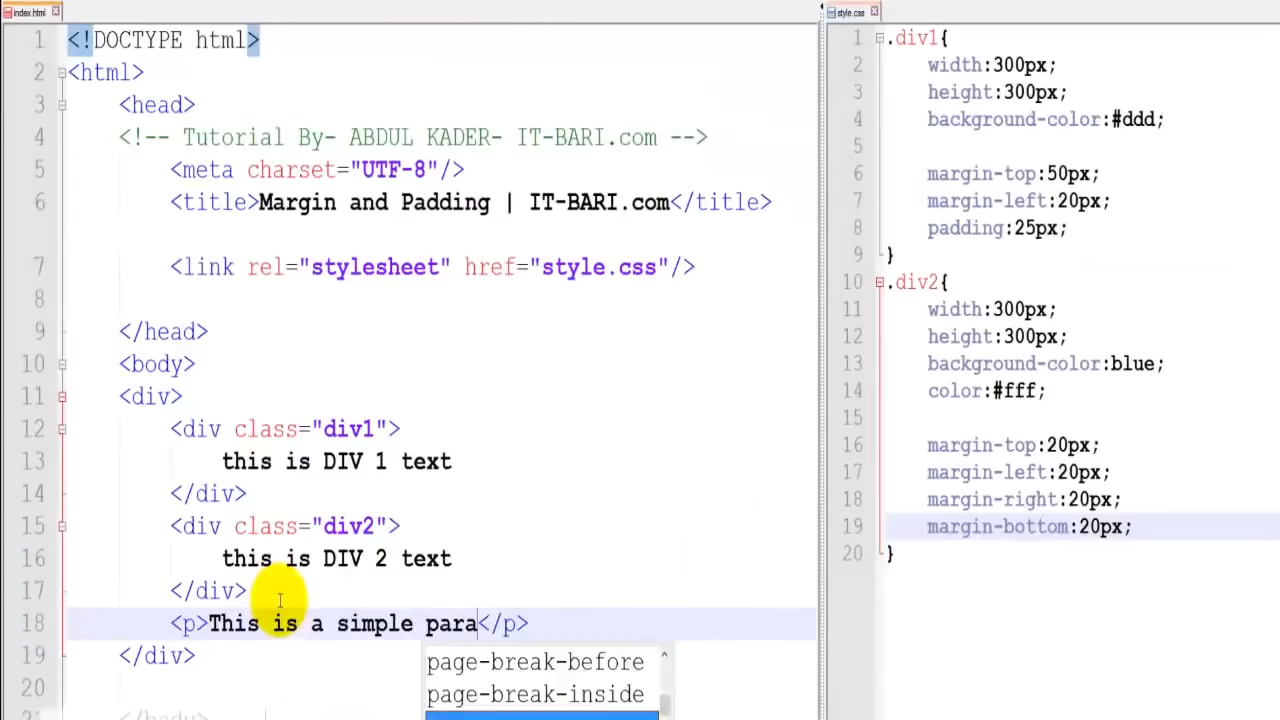 index.html
1 <!DOCTYPE html>
2 <html>
3 <head>
4 <!-- Tutorial By- ABDUL KADER- IT-BARI.com -->
5 <meta charset="UTF-8"/>
6 <title>Margin and Padding | IT-BARI.com</title>
7 <link rel="stylesheet" href="style.css"/>
8
9 </head>
10 <body>
11 <div>
12 <div class="div1">
13 this is DIV 1 text
14 </div>
15 <div class="div2">
16 this is DIV 2 text
17 </div>
18 <p>This is a simple para</p>
19 </div>
20
21 </body>
page-break-before
page-break-inside
style.css
1 .div1{
2 width:300px;
3 height:300px;
4 background-color:#ddd;
5
6 margin-top:50px;
7 margin-left:20px;
8 padding:25px;
9 }
10 .div2{
11 width:300px;
12 height:300px;
13 background-color:blue;
14 color:#fff;
15
16 margin-top:20px;
17 margin-left:20px;
18 margin-right:20px;
19 margin-bottom:20px;
20 }